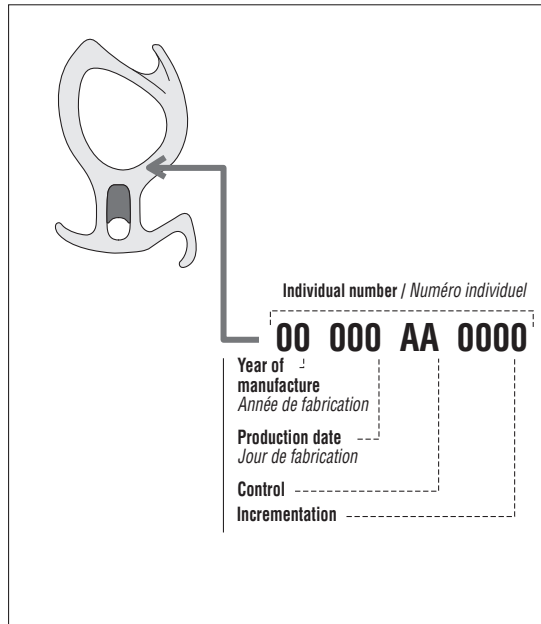 Individual number / Numéro individuel
00 000 AA 0000
Year of
manufacture
Année de fabrication
Production date
Jour de fabrication
Control
Incrementation